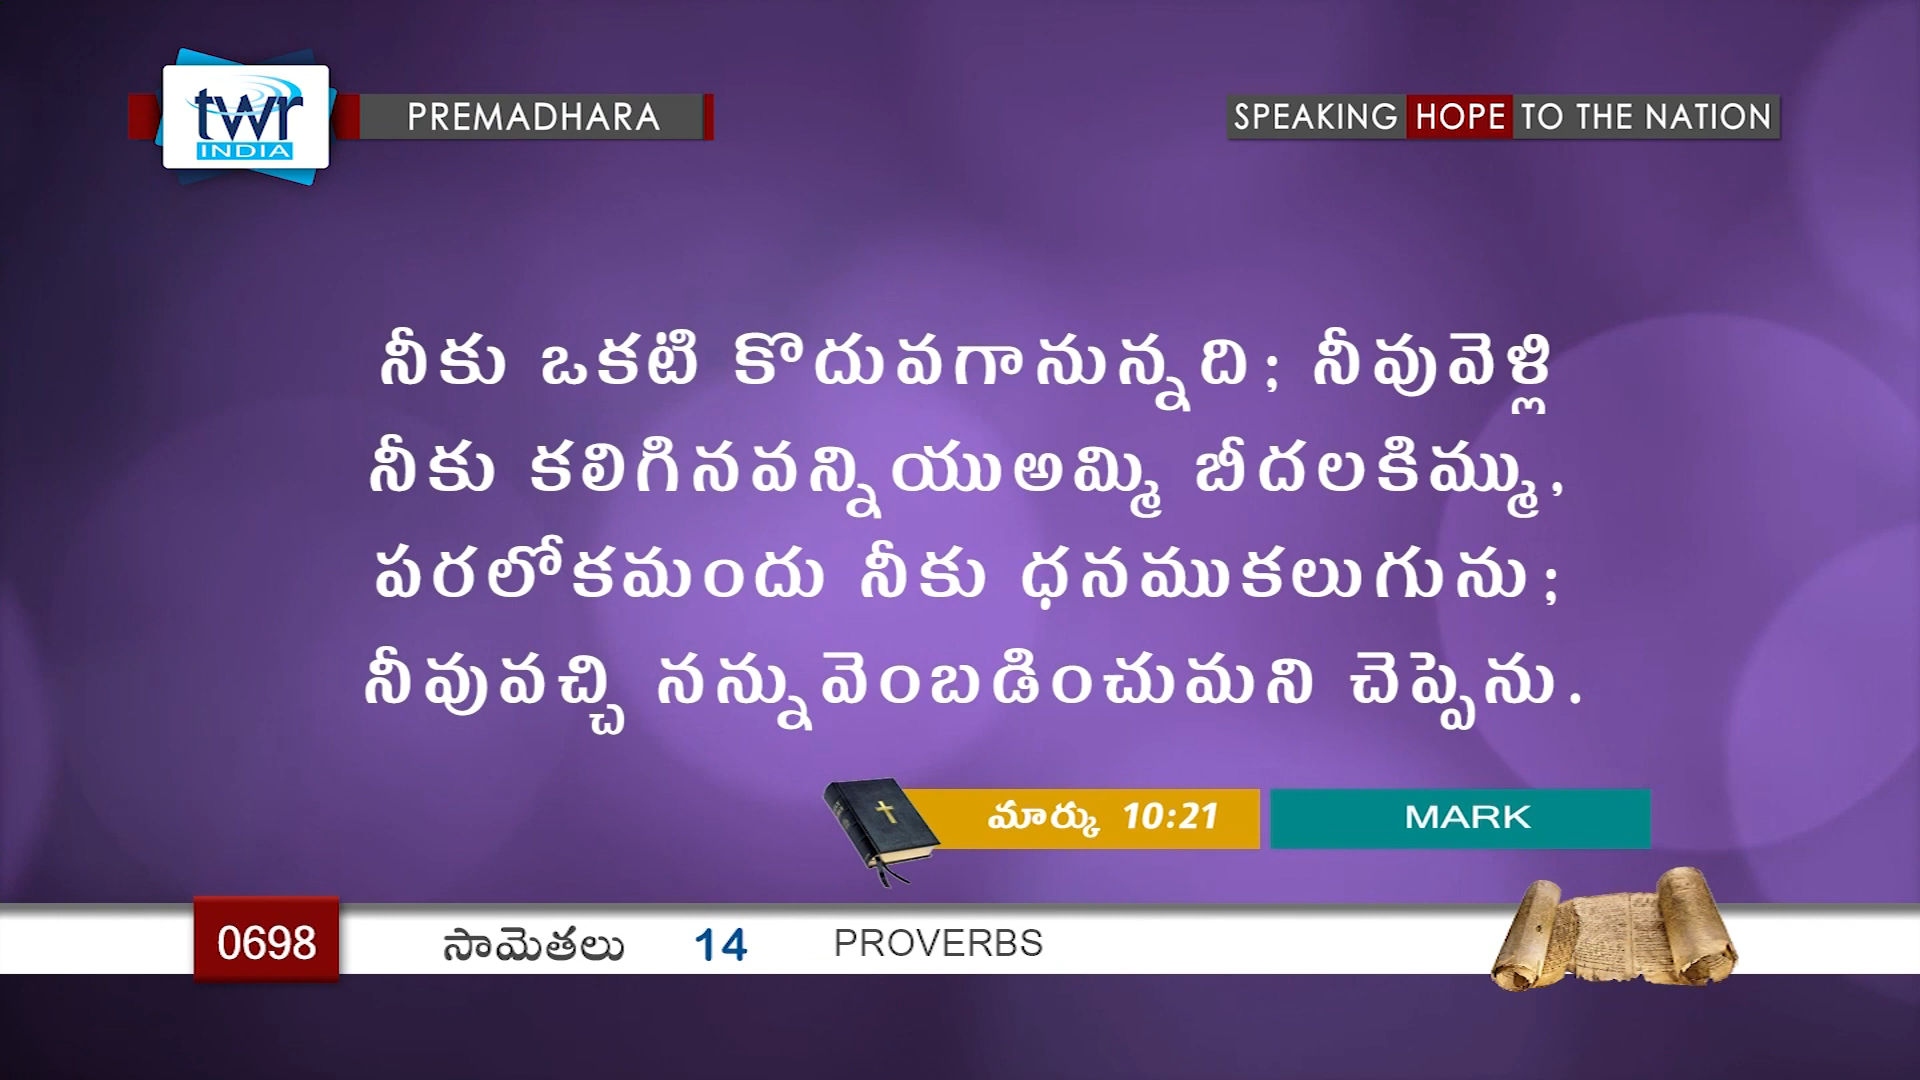 twr
INDIA
PREMADHARA
SPEAKING HOPE TO THE NATION
నీకు ఒకటి కొదువగానున్నది; నీవువెళ్లి
నీకు కలిగినవన్నియుఅమ్మి బీదలకిమ్ము,
పరలోకమందు నీకు ధనముకలుగును;
నీవువచ్చి నన్నువెంబడించుమని చెప్పెను.
మార్కు 10:21
MARK
0698
సామెతలు 14 PROVERBS